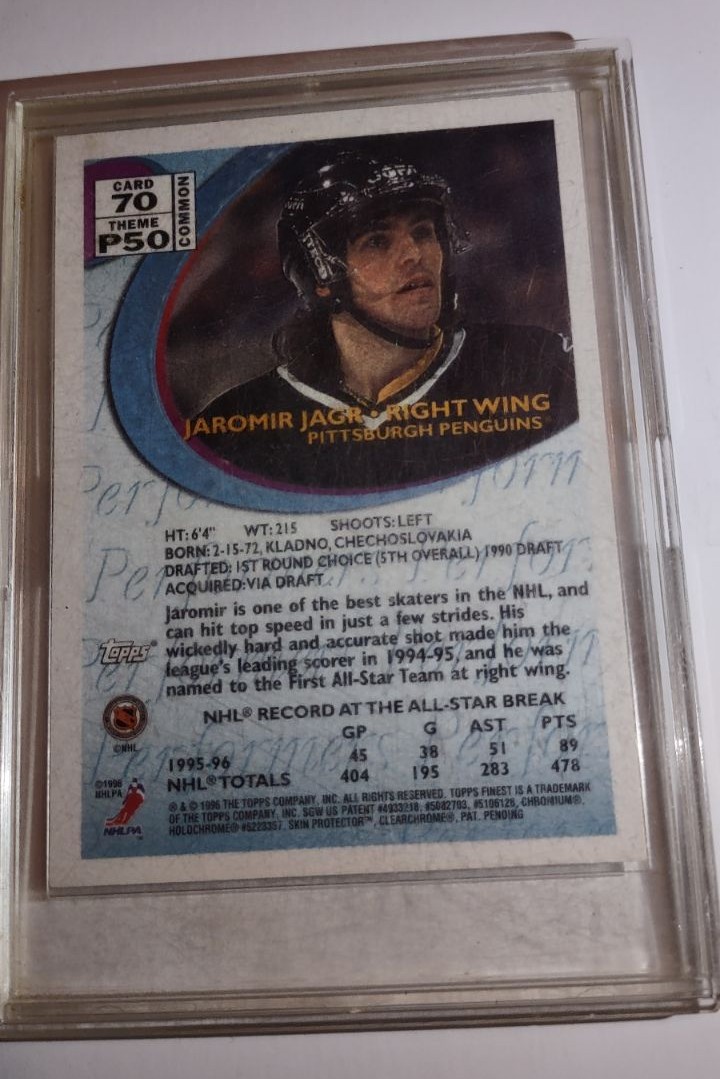 CARD
70
THEME
P50
COMMON
JAROMIR JAGR • RIGHT WING
PITTSBURGH PENGUINS
HT: 6'4" WT: 215 SHOOTS: LEFT
BORN: 2-15-72, KLADNO, CHECHOSLOVAKIA
DRAFTED: 1ST ROUND CHOICE (5TH OVERALL) 1990 DRAFT
ACQUIRED: VIA DRAFT
Jaromir is one of the best skaters in the NHL, and
can hit top speed in just a few strides. His
wickedly hard and accurate shot made him the
league's leading scorer in 1994-95, and he was
named to the First All-Star Team at right wing.
Topps®
NHL® RECORD AT THE ALL-STAR BREAK
GP G AST PTS
1995-96 45 38 51 89
NHL® TOTALS 404 195 283 478
©NHL
©1996
NHLPA
NHLPA™
® & © 1996 THE TOPPS COMPANY, INC. ALL RIGHTS RESERVED. TOPPS FINEST IS A TRADEMARK
OF THE TOPPS COMPANY, INC. SGW US PATENT #4933218, #5082703, #5106126, CHROMIUM®,
HOLOCHROME® #5223357. SKIN PROTECTOR™, CLEARCHROME®, PAT. PENDING